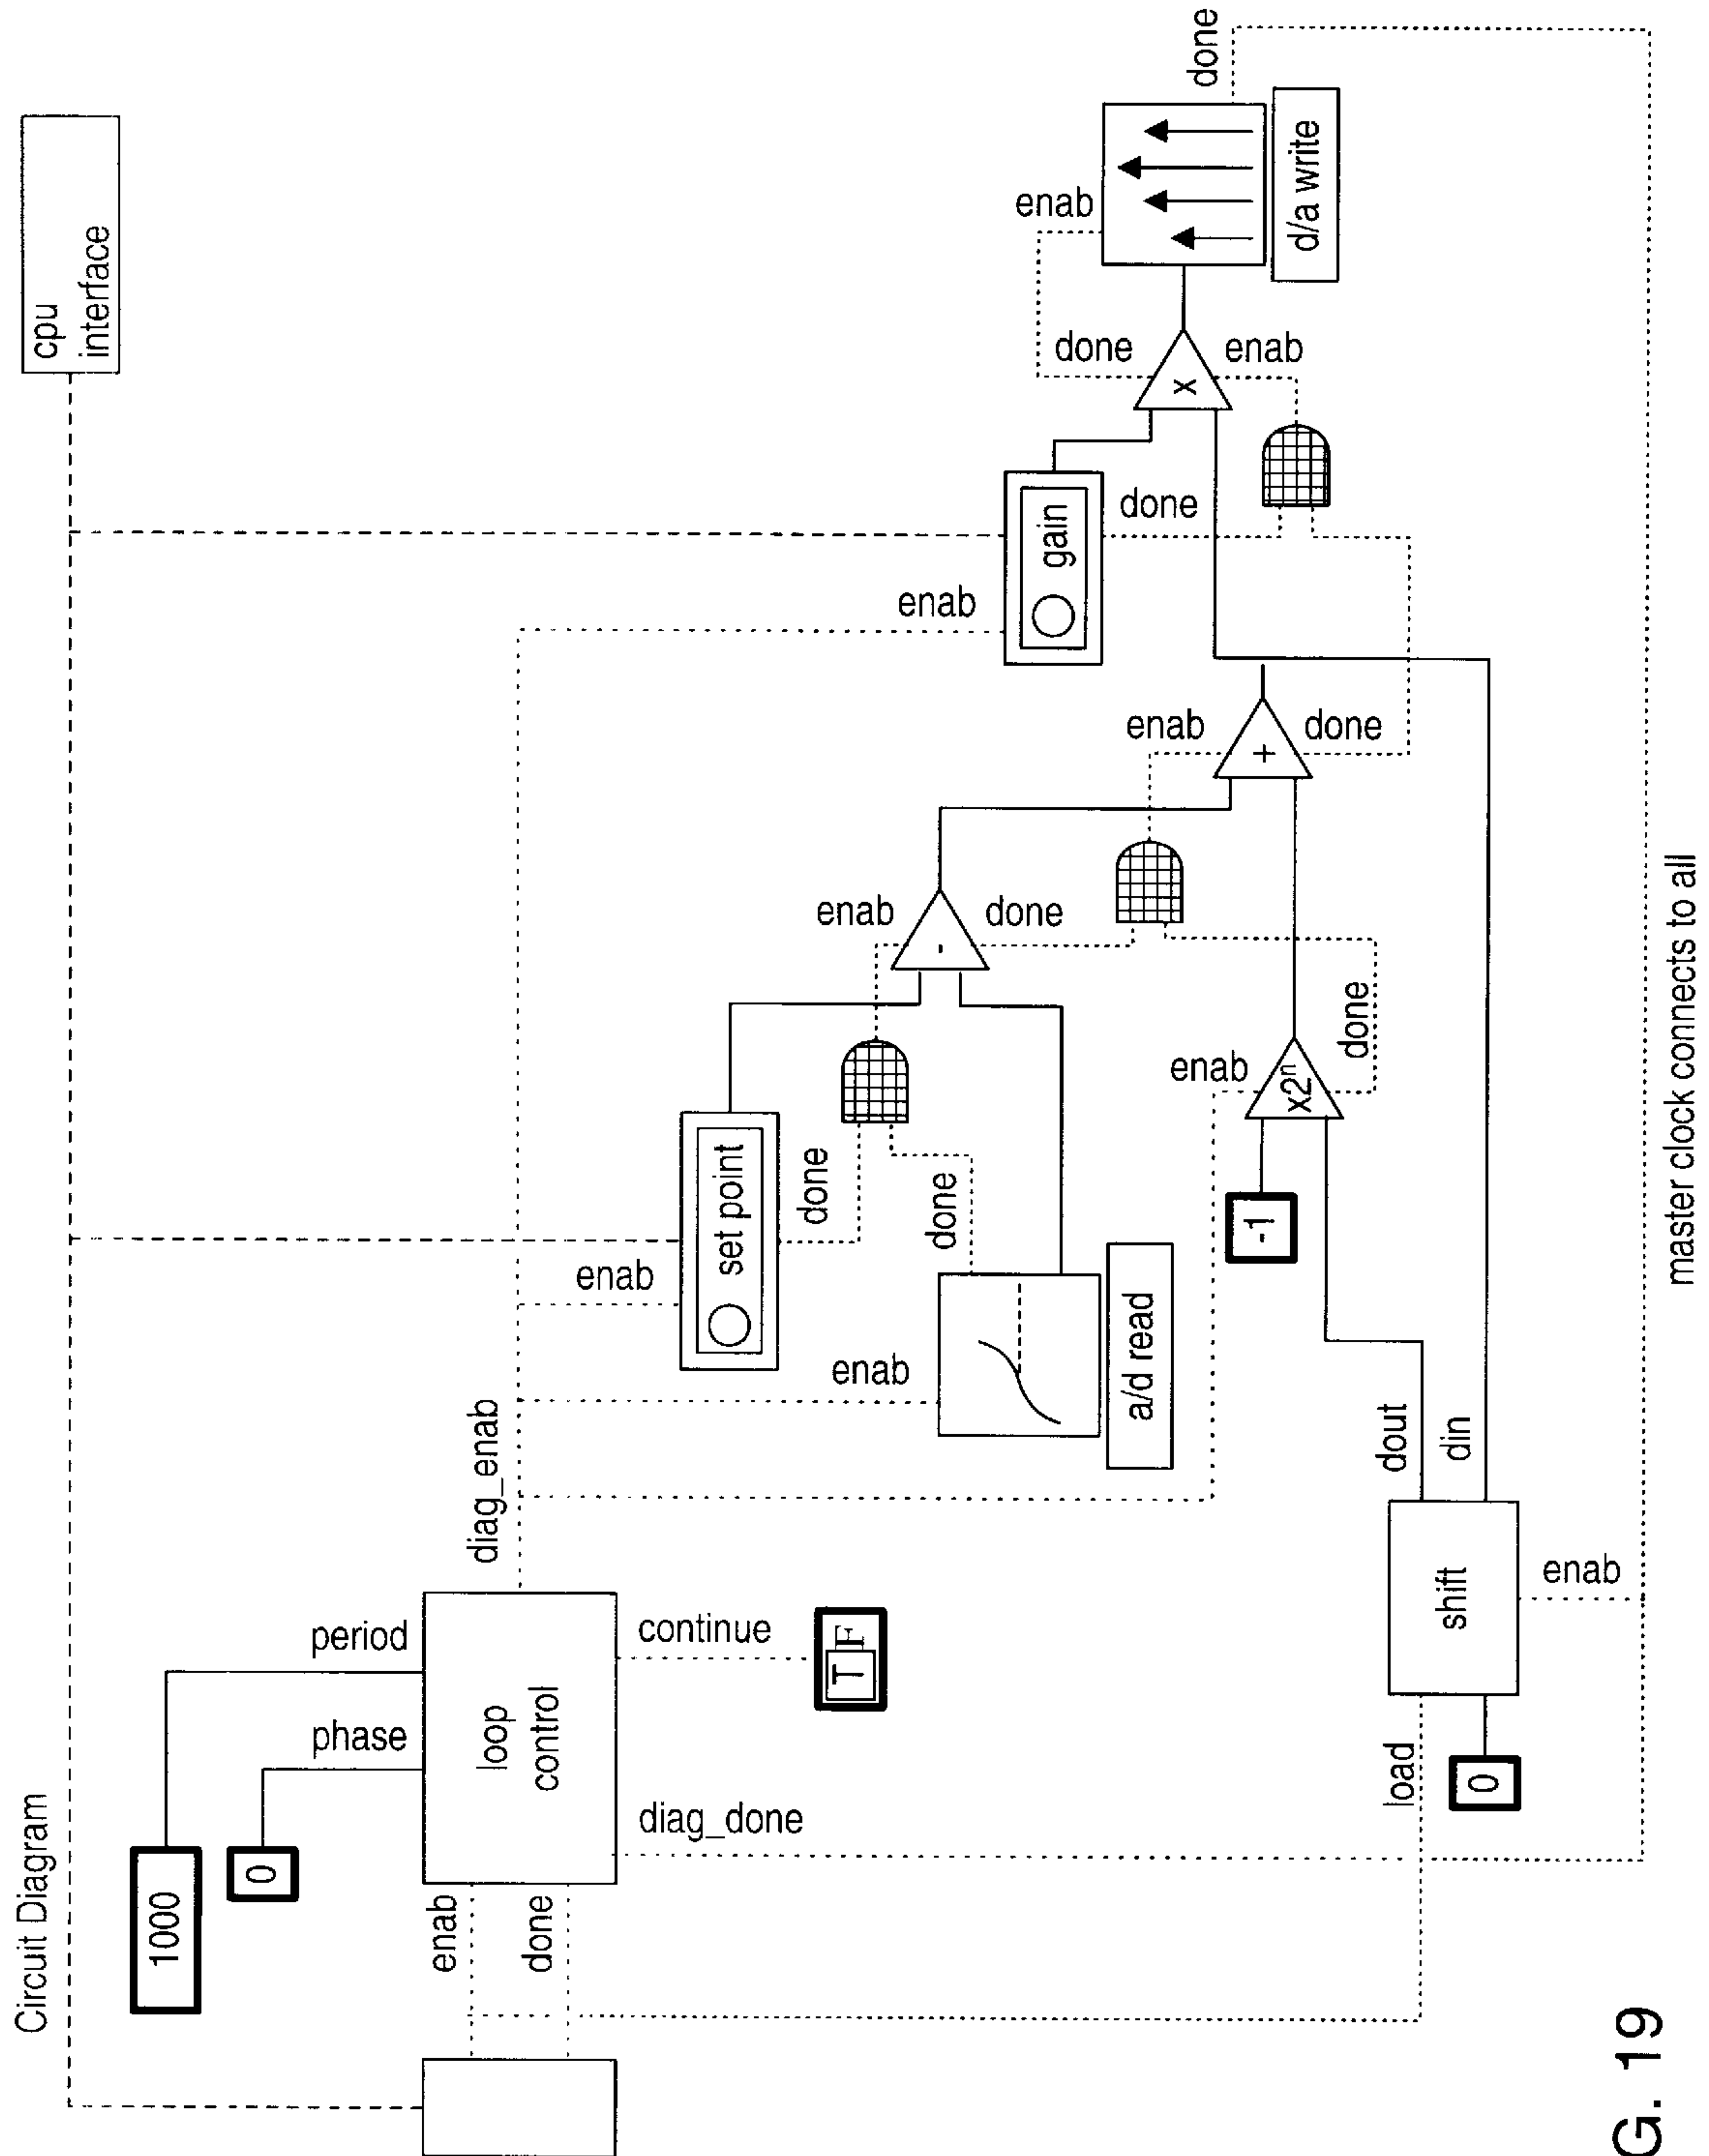 Circuit Diagram
cpu
interface
1000
0
phase
period
enab
done
loop
control
diag_enab
diag_done
continue
T F
enab
set point
done
enab
a/d read
done
enab
-
done
load
0
shift
dout
din
enab
-1
enab
x2ⁿ
done
enab
+
done
enab
gain
done
done
x
enab
enab
d/a write
done
master clock connects to all
G. 19